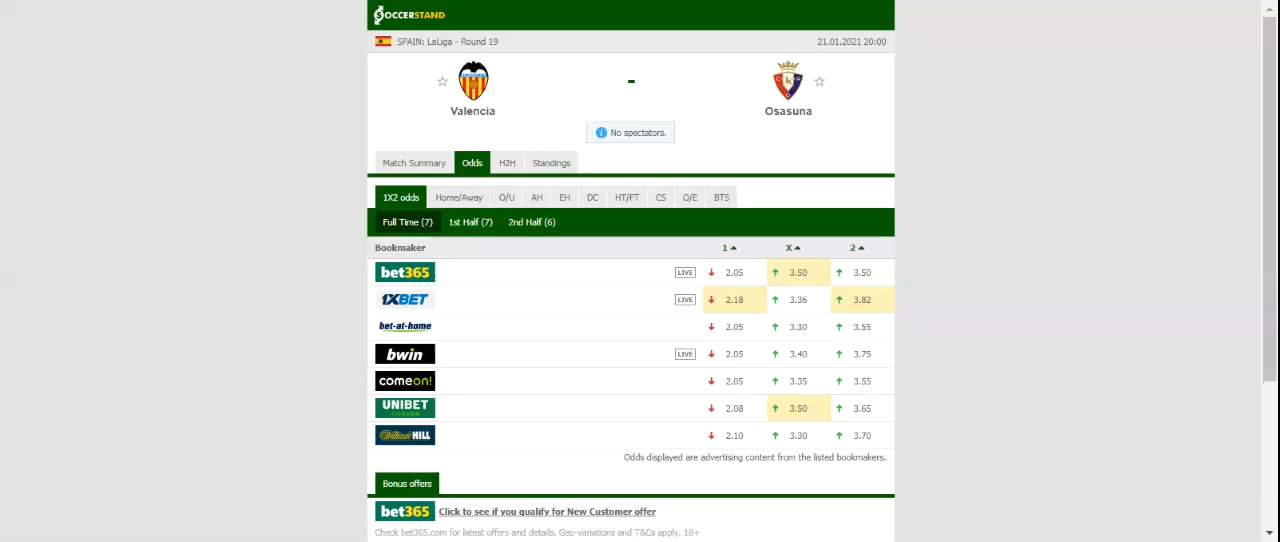 SOCCERSTAND
SPAIN: LaLiga - Round 19 21.01.2021 20:00
-
Valencia Osasuna
No spectators.
Match Summary Odds H2H Standings
1X2 odds Home/Away O/U AH EH DC HT/FT CS O/E BTS
Full Time (7) 1st Half (7) 2nd Half (6)
Bookmaker 1 X 2
bet365 LIVE 2.05 3.50 3.50
1XBET LIVE 2.18 3.36 3.82
bet-at-home 2.05 3.30 3.55
bwin LIVE 2.05 3.40 3.75
comeon! 2.05 3.35 3.55
UNIBET 2.08 3.50 3.65
William HILL 2.10 3.30 3.70
Odds displayed are advertising content from the listed bookmakers.
Bonus offers
bet365 Click to see if you qualify for New Customer offer
Check bet365.com for latest offers and details. Geo-variations and T&Cs apply. 18+